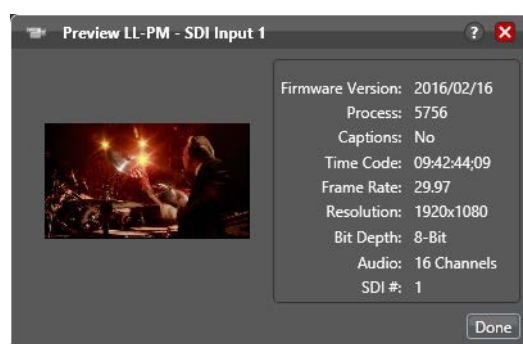 Preview LL-PM - SDI Input 1 ?
Firmware Version: 2016/02/16
Process: 5756
Captions: No
Time Code: 09:42:44;09
Frame Rate: 29.97
Resolution: 1920x1080
Bit Depth: 8-Bit
Audio: 16 Channels
SDI #: 1
Done